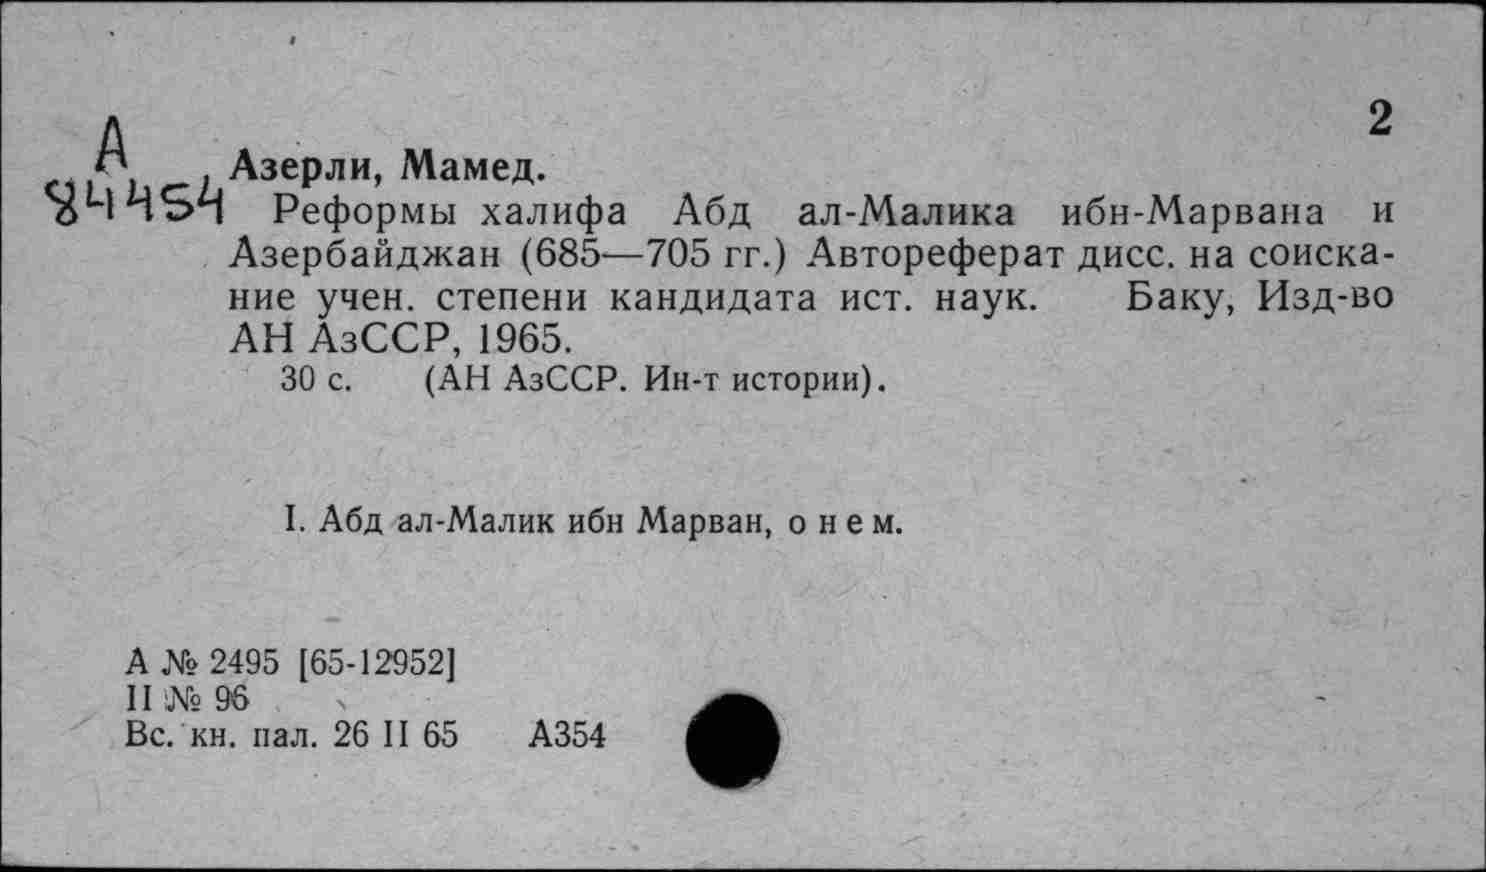 2
А
84454
Азерли, Мамед.
Реформы халифа Абд ал-Малика ибн-Марвана и
Азербайджан (685—705 гг.) Автореферат дисс. на соиска-
ние учен. степени кандидата ист. наук. Баку, Изд-во
АН АзССР, 1965.
30 с. (АН АзССР. Ин-т истории).
I. Абд ал-Малик ибн Марван, о нем.
А № 2495 [65-12952]
II № 96
Вс. кн. пал. 26 II 65 А354